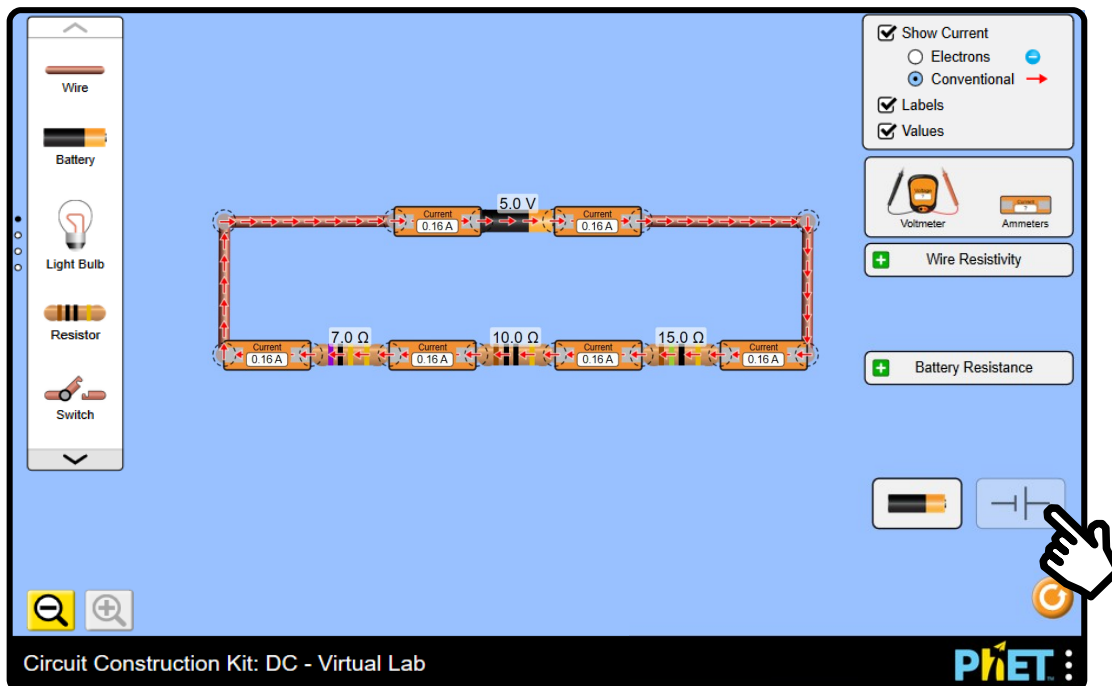 Wire
Battery
Light Bulb
Resistor
Switch
Show Current
Electrons
Conventional
Labels
Values
Voltage
?
Voltmeter
Current
?
Ammeters
Wire Resistivity
Battery Resistance
5.0 V
Current
0.16 A
Current
0.16 A
7.0 Ω
10.0 Ω
15.0 Ω
Current
0.16 A
Current
0.16 A
Current
0.16 A
Current
0.16 A
Circuit Construction Kit: DC - Virtual Lab
PhET